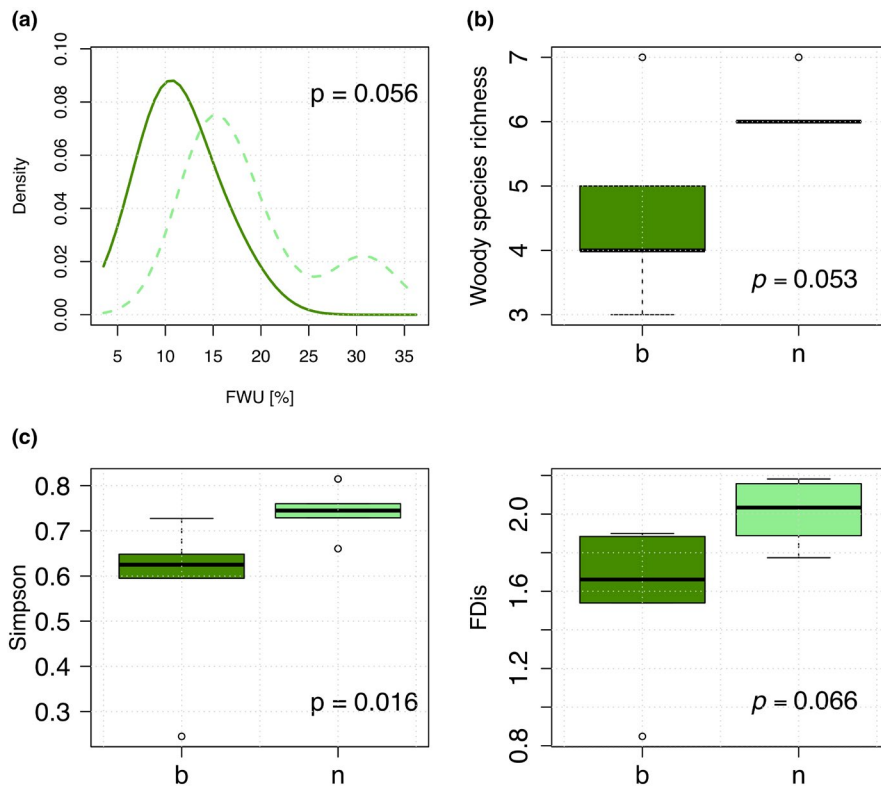 (a)
0.10
0.08
0.06
0.04
0.02
0.00
Density
p = 0.056
5 10 15 20 25 30 35
FWU [%]
(b)
7
6
5
4
3
Woody species richness
p = 0.053
b n
(c)
0.8
0.7
0.6
0.5
0.4
0.3
Simpson
p = 0.016
b n
2.0
1.6
1.2
0.8
FDis
p = 0.066
b n